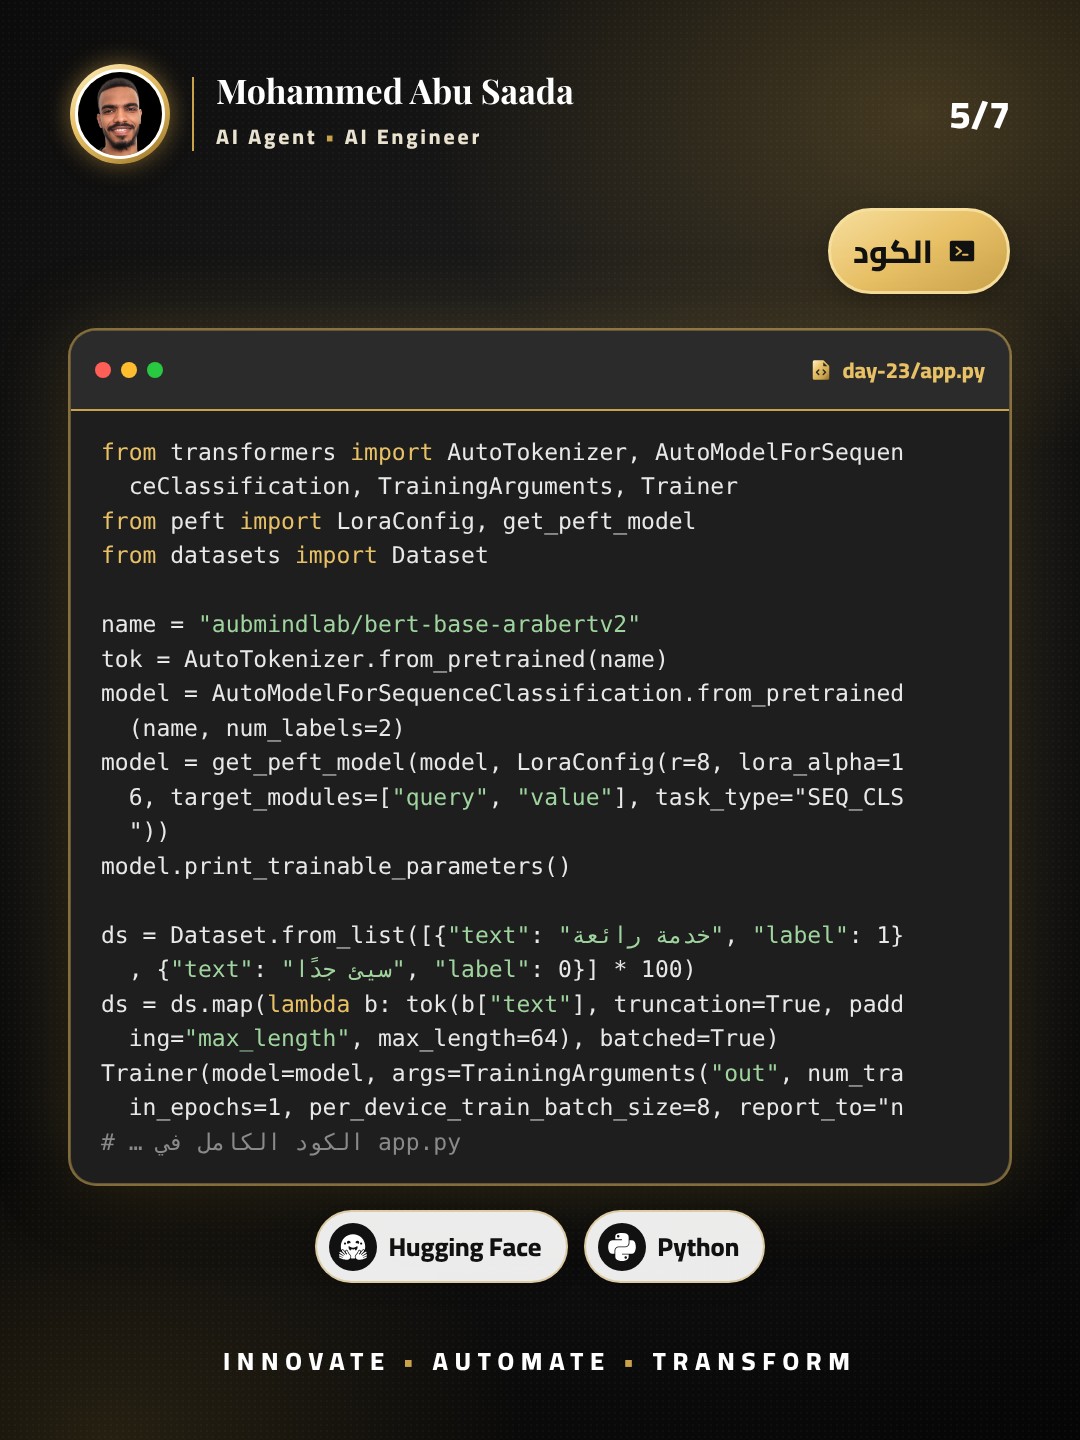 Mohammed Abu Saada
AI Agent ▪ AI Engineer
5/7
الكود
day-23/app.py
from transformers import AutoTokenizer, AutoModelForSequen
ceClassification, TrainingArguments, Trainer
from peft import LoraConfig, get_peft_model
from datasets import Dataset
name = "aubmindlab/bert-base-arabertv2"
tok = AutoTokenizer.from_pretrained(name)
model = AutoModelForSequenceClassification.from_pretrained
(name, num_labels=2)
model = get_peft_model(model, LoraConfig(r=8, lora_alpha=1
6, target_modules=["query", "value"], task_type="SEQ_CLS
"))
model.print_trainable_parameters()
ds = Dataset.from_list([{"text": "خدمة رائعة", "label": 1}
, {"text": "سيئ جدًا", "label": 0}] * 100)
ds = ds.map(lambda b: tok(b["text"], truncation=True, padd
ing="max_length", max_length=64), batched=True)
Trainer(model=model, args=TrainingArguments("out", num_tra
in_epochs=1, per_device_train_batch_size=8, report_to="n
# … الكود الكامل في app.py
Hugging Face
Python
INNOVATE ▪ AUTOMATE ▪ TRANSFORM